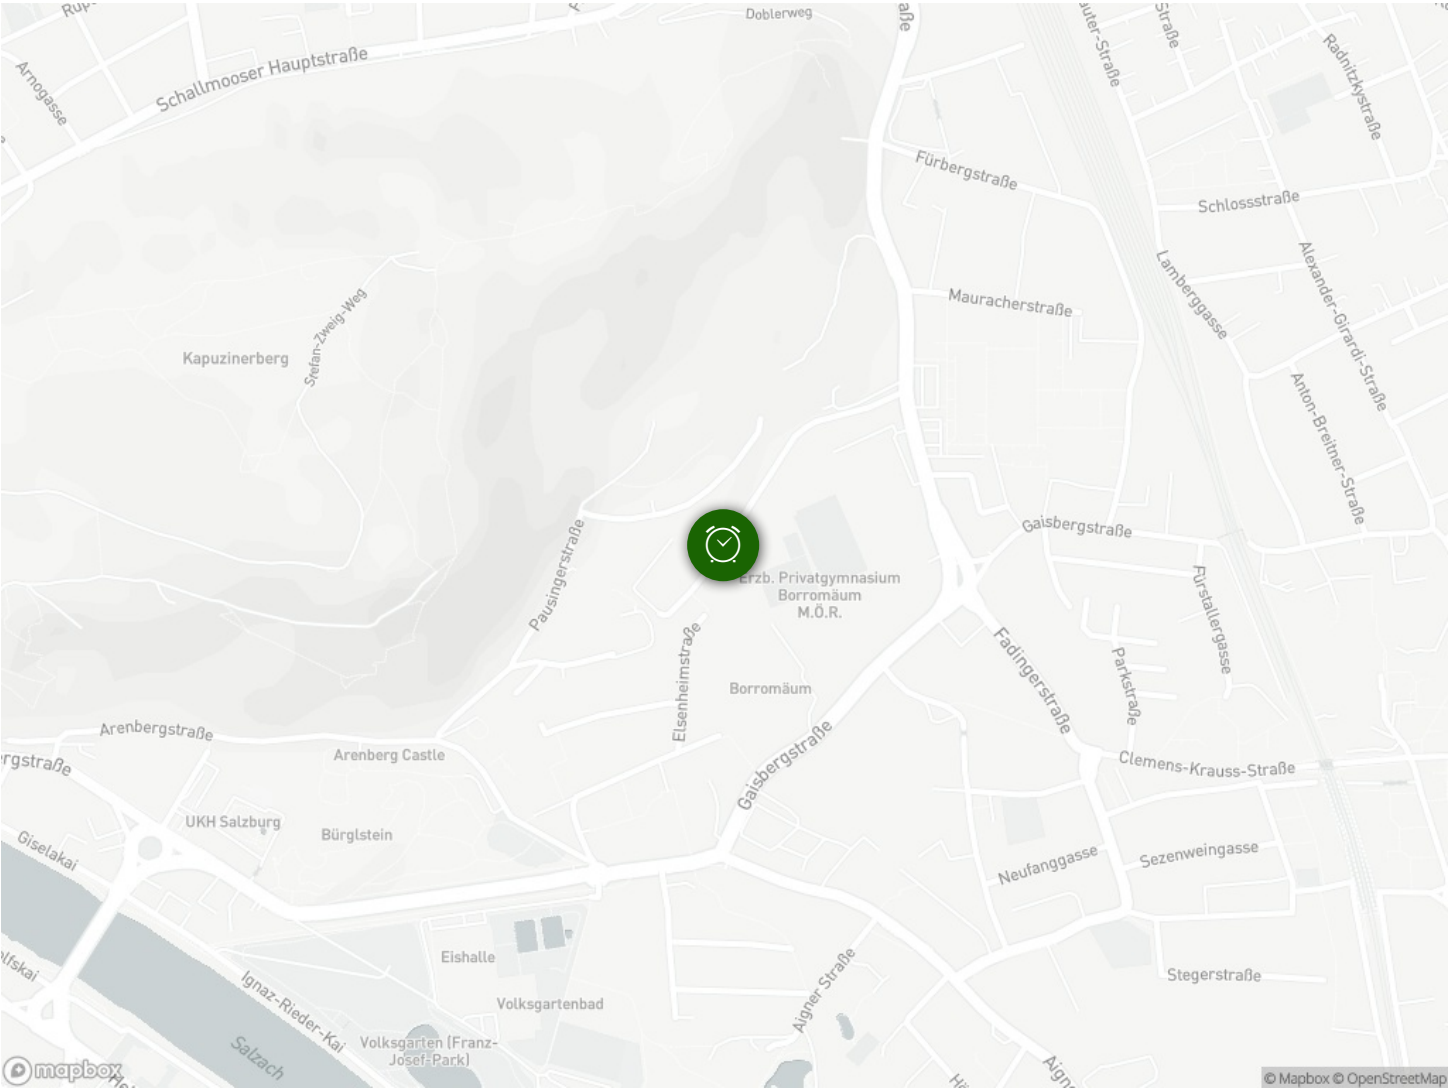 Doblerweg
Schallmooser Hauptstraße
Arnogasse
Radnitzkystraße
Fürbergstraße
Schlossstraße
Lamberggasse
Alexander-Girardi-Straße
Mauracherstraße
Stefan-Zweig-Weg
Kapuzinerberg
Anton-Breitner-Straße
Gaisbergstraße
Pausingerstraße
Erzb. Privatgymnasium
Borromäum
M.Ö.R.
Fürstallergasse
Elsenheimstraße
Fadingerstraße
Parkstraße
Borromäum
Arenbergstraße
Arenberg Castle
Gaisbergstraße
Clemens-Krauss-Straße
UKH Salzburg
Bürglstein
Giselakai
Neufanggasse
Sezenweingasse
Eishalle
Aigner Straße
Stegerstraße
Ignaz-Rieder-Kai
Volksgartenbad
Salzach
Volksgarten (Franz-
Josef-Park)
Aigne
mapbox
© Mapbox © OpenStreetMap